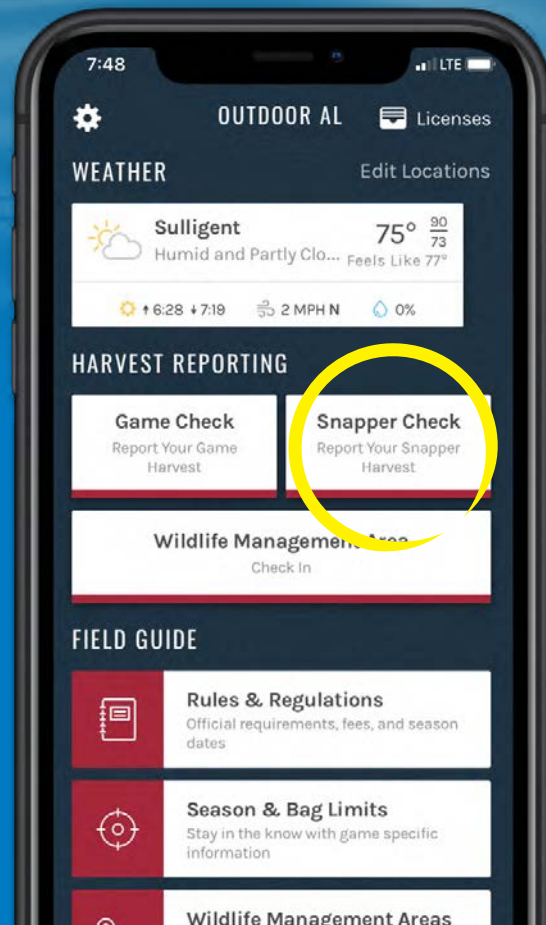 7:48
LTE
OUTDOOR AL
Licenses
WEATHER
Edit Locations
Sulligent
Humid and Partly Clo...
75°
90
73
Feels Like 77°
6:28
7:19
2 MPH N
0%
HARVEST REPORTING
Game Check
Report Your Game
Harvest
Snapper Check
Report Your Snapper
Harvest
Wildlife Management Area
Check In
FIELD GUIDE
Rules & Regulations
Official requirements, fees, and season
dates
Season & Bag Limits
Stay in the know with game specific
information
Wildlife Management Areas